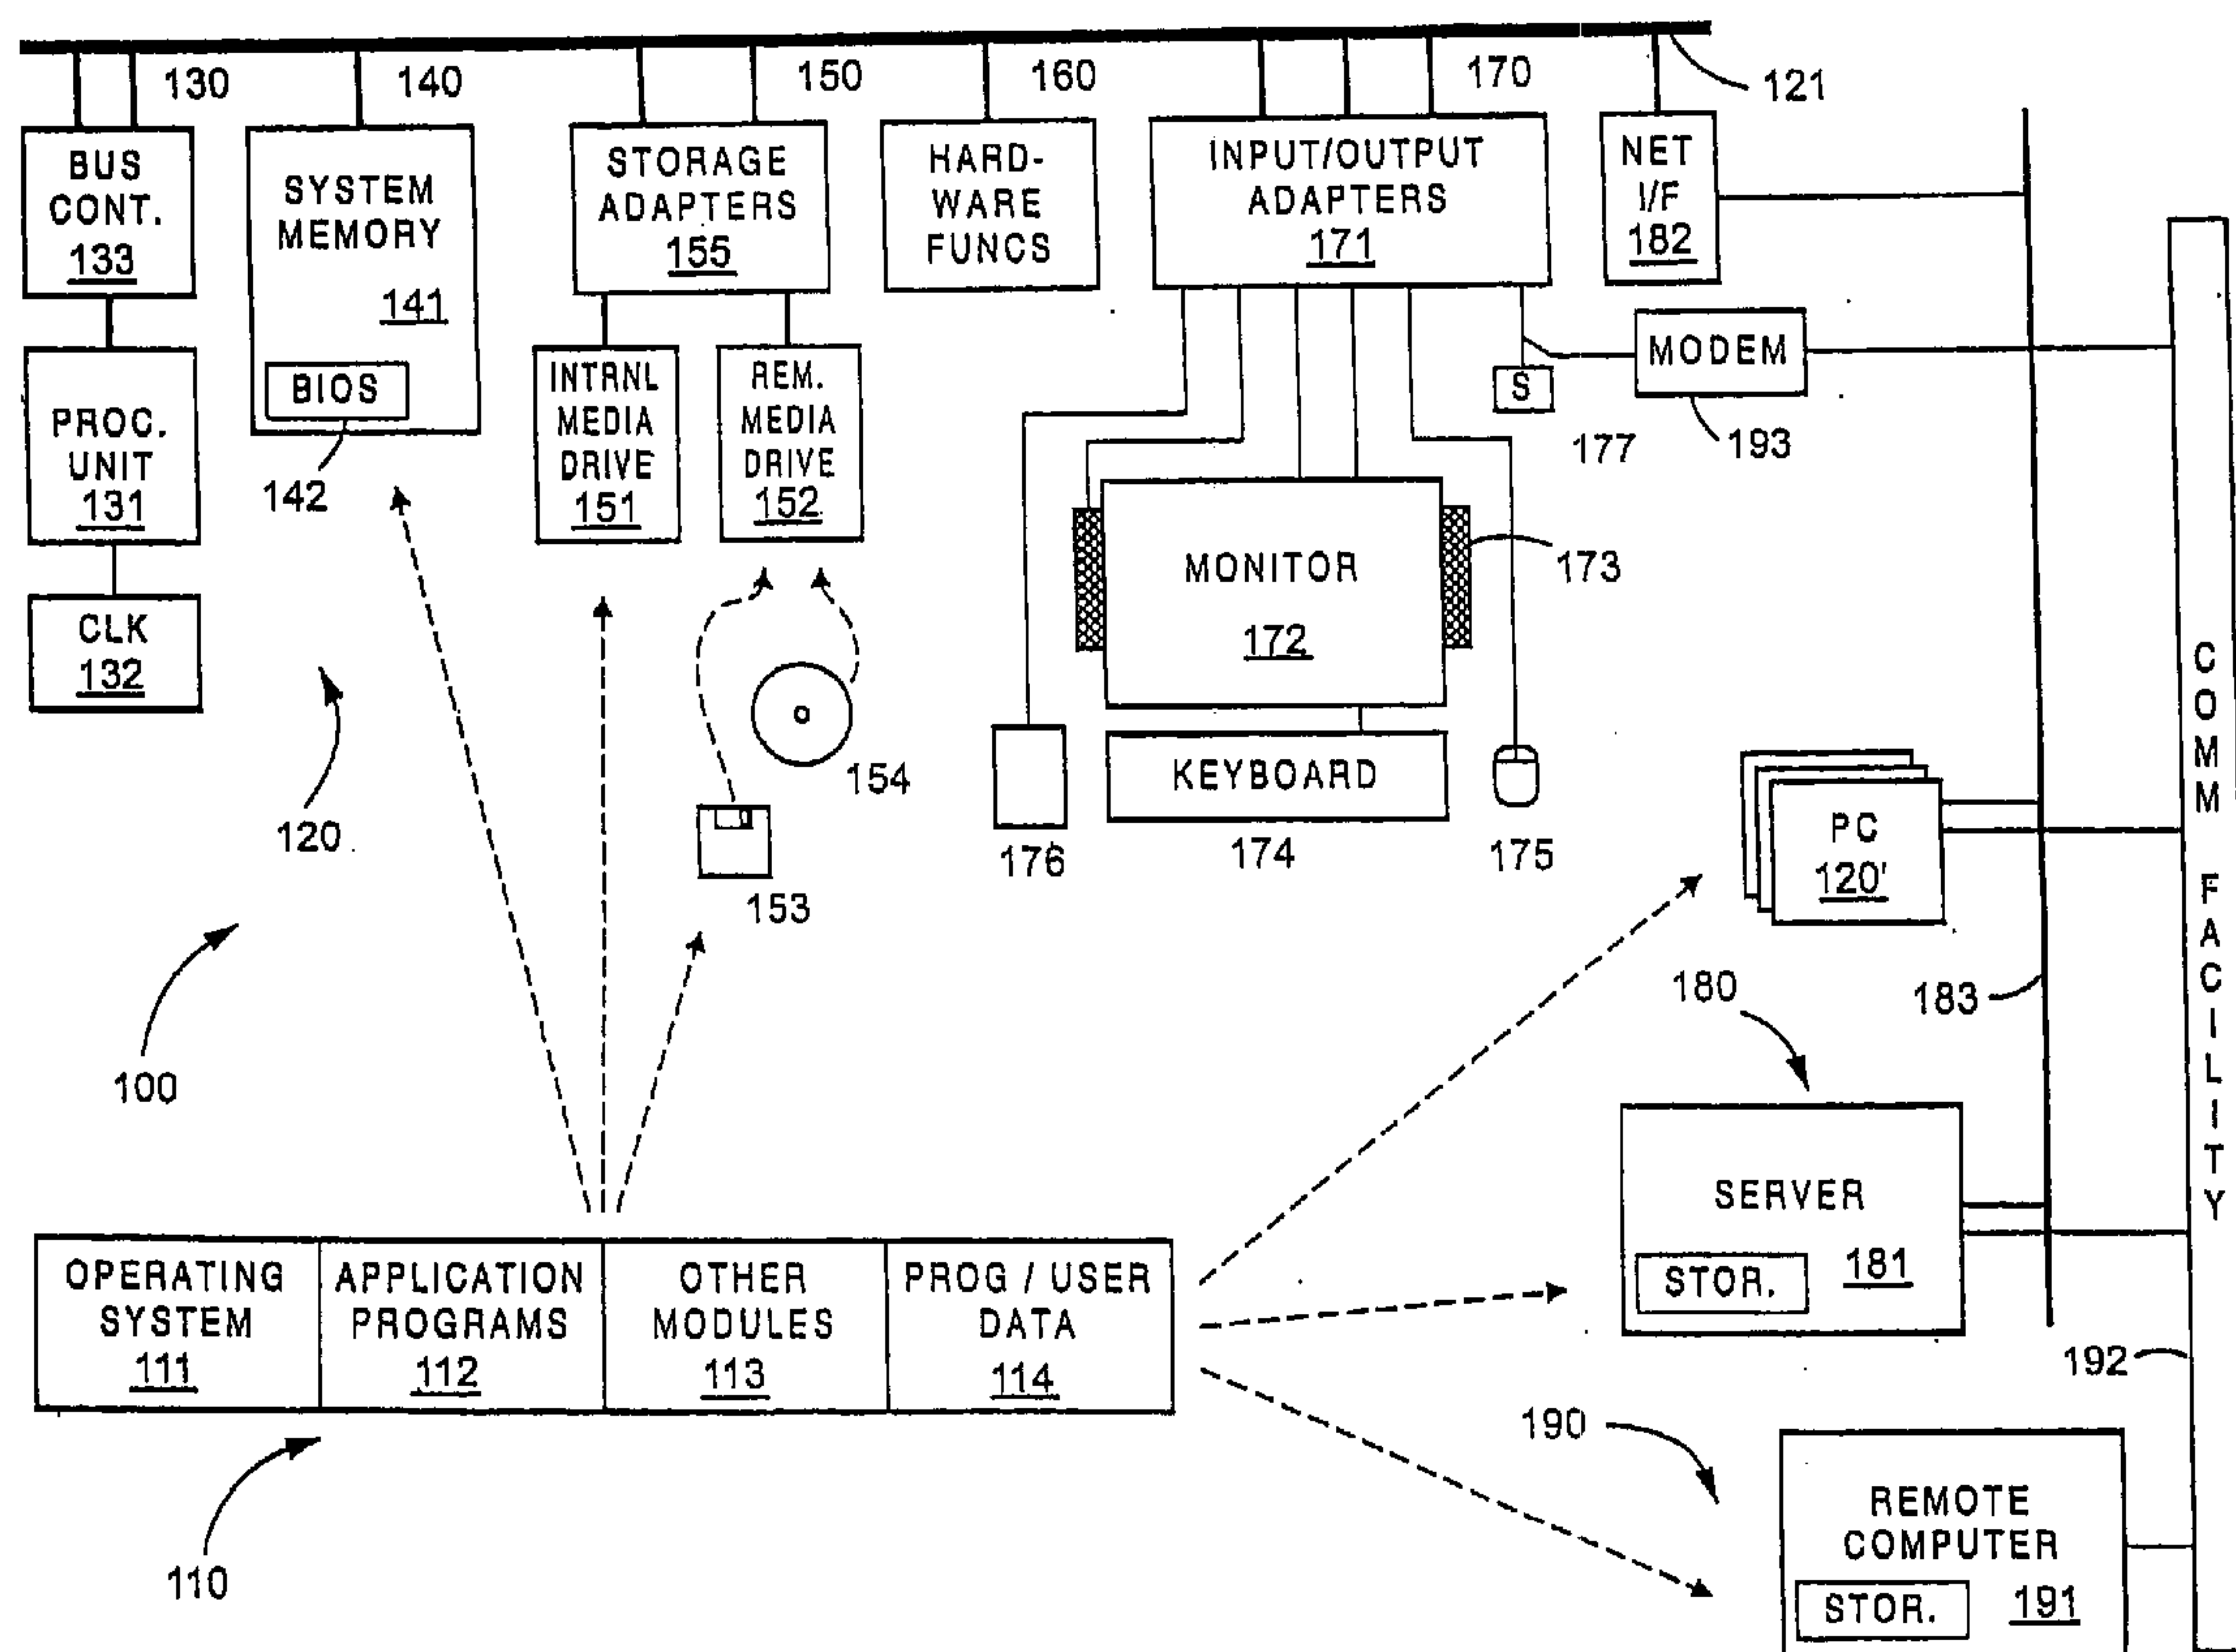 130
140
150
160
170
121
BUS
CONT.
133
SYSTEM
MEMORY
141
BIOS
142
STORAGE
ADAPTERS
155
HARD-
WARE
FUNCS
INPUT/OUTPUT
ADAPTERS
171
NET
I/F
182
PROC.
UNIT
131
INTRNL
MEDIA
DRIVE
151
REM.
MEDIA
DRIVE
152
S
177
MODEM
193
CLK
132
MONITOR
172
173
120
154
153
176
KEYBOARD
174
175
PC
120'
COMM FACILITY
100
180
183
SERVER
STOR.
181
192
OPERATING
SYSTEM
111
APPLICATION
PROGRAMS
112
OTHER
MODULES
113
PROG / USER
DATA
114
110
190
REMOTE
COMPUTER
STOR.
191